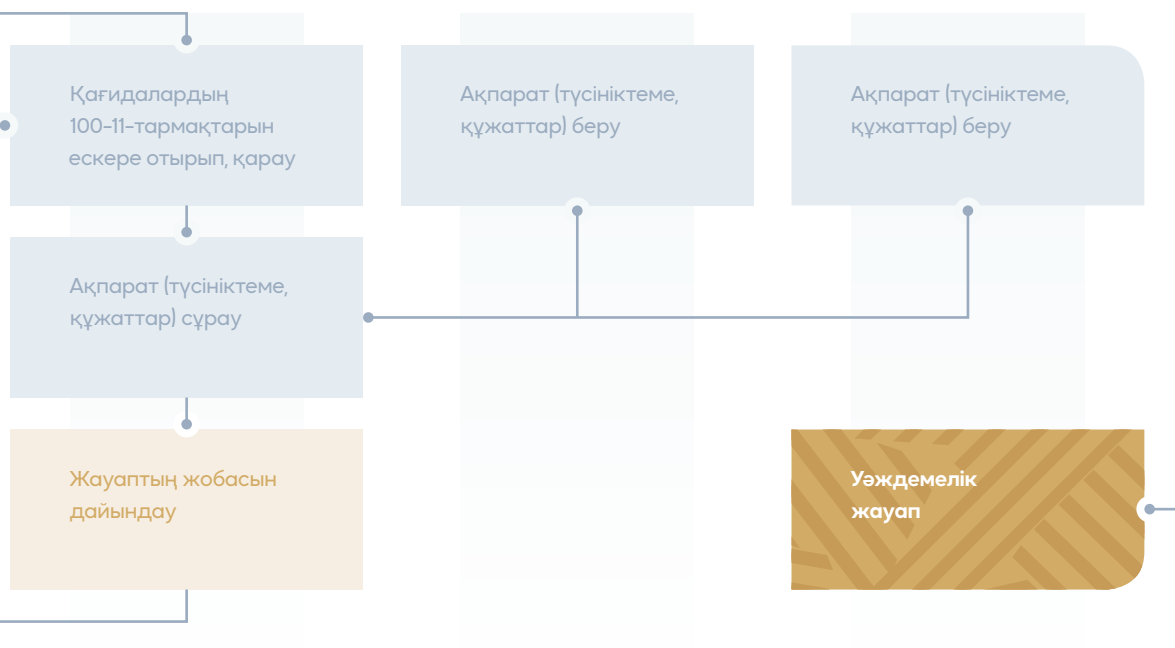 Қағидалардың
100-11-тармақтарын
ескере отырып, қарау
Ақпарат (түсініктеме,
құжаттар) беру
Ақпарат (түсініктеме,
құжаттар) беру
Ақпарат (түсініктеме,
құжаттар) сұрау
Жауаптың жобасын
дайындау
Уәждемелік
жауап